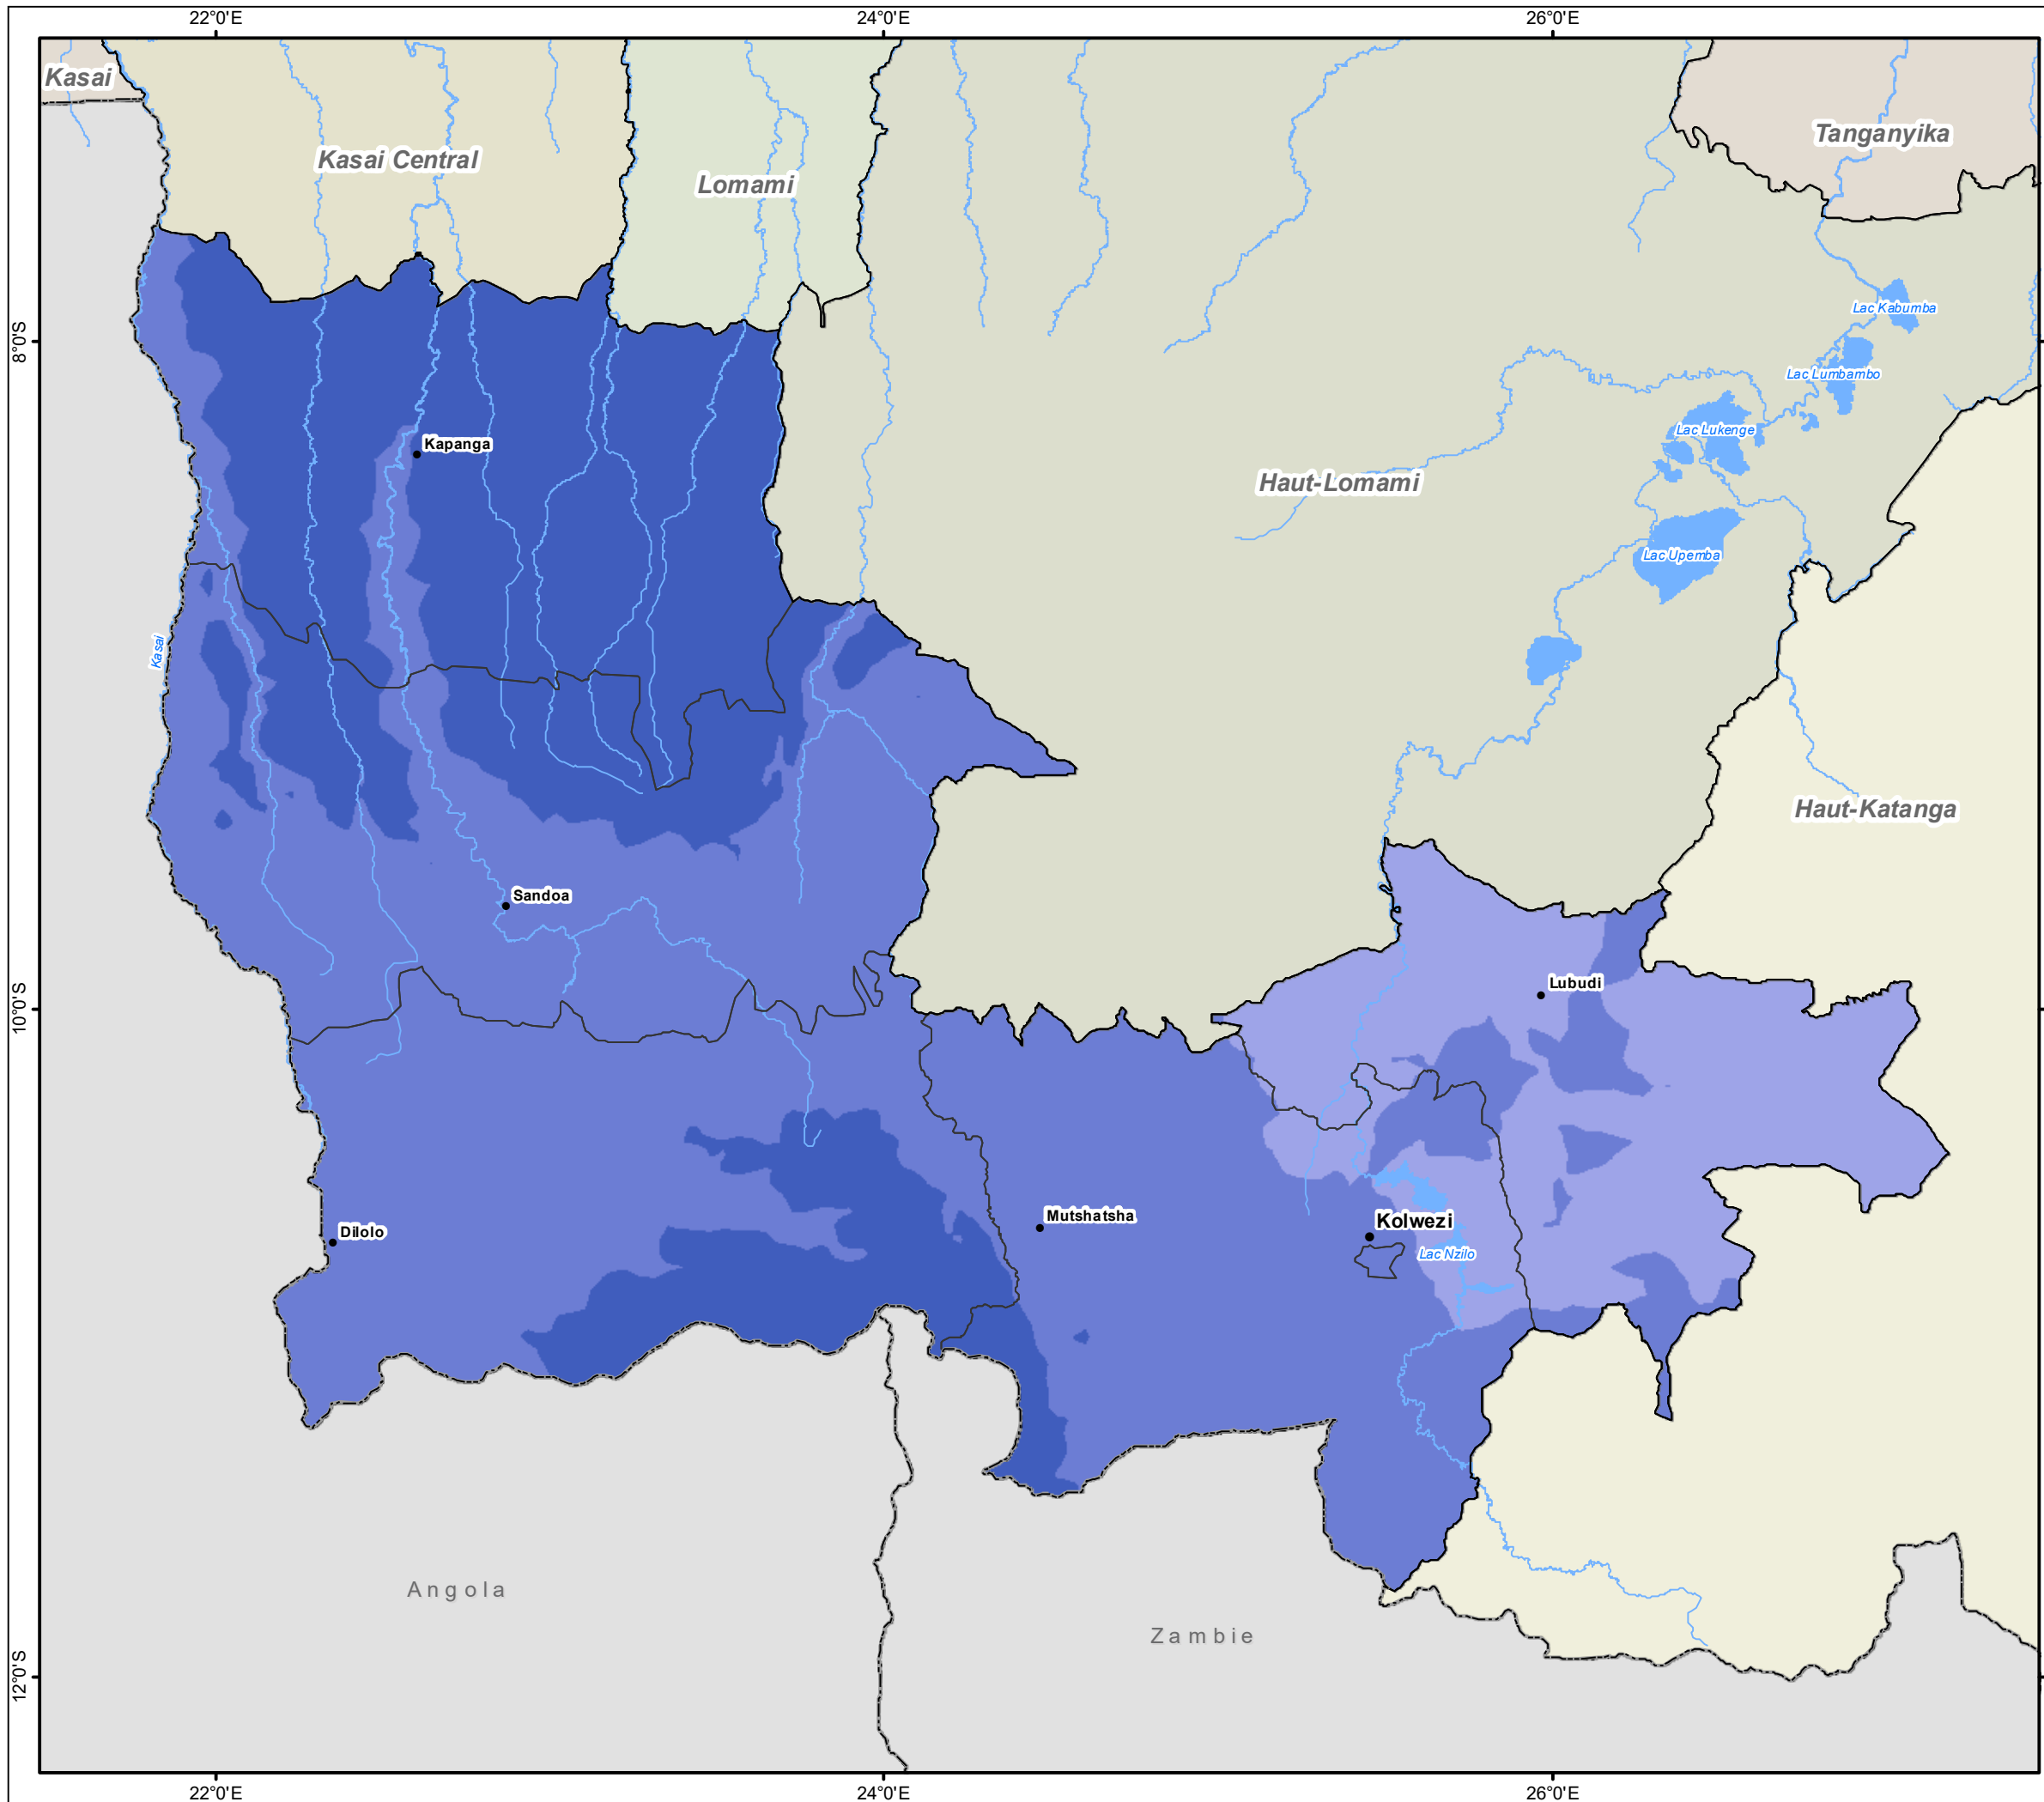 22°0'E
24°0'E
26°0'E
Kasai
Tanganyika
Kasai Central
Lomami
Lac Kabumba
8°0'S
Lac Lumbambo
Lac Lukenge
Kapanga
Haut-Lomami
Lac Upemba
Kasai
Haut-Katanga
Sandoa
Lubudi
10°0'S
Mutshatsha
Kolwezi
Dilolo
Lac Nzilo
Angola
Zambie
12°0'S
22°0'E
24°0'E
26°0'E